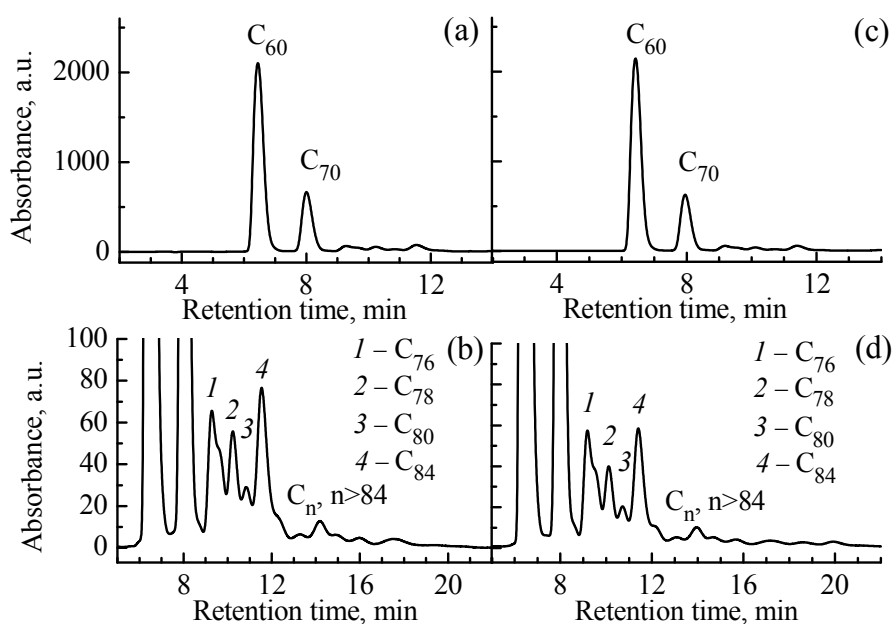 (a)
C60
C70
2000
1000
0
Absorbance, a.u.
4 8 12
Retention time, min
(c)
C60
C70
4 8 12
Retention time, min
(b)
100
80
60
40
20
0
Absorbance, a.u.
1 2 3 4
1 – C76
2 – C78
3 – C80
4 – C84
Cn, n>84
8 12 16 20
Retention time, min
(d)
1 2 3 4
1 – C76
2 – C78
3 – C80
4 – C84
Cn, n>84
8 12 16 20
Retention time, min